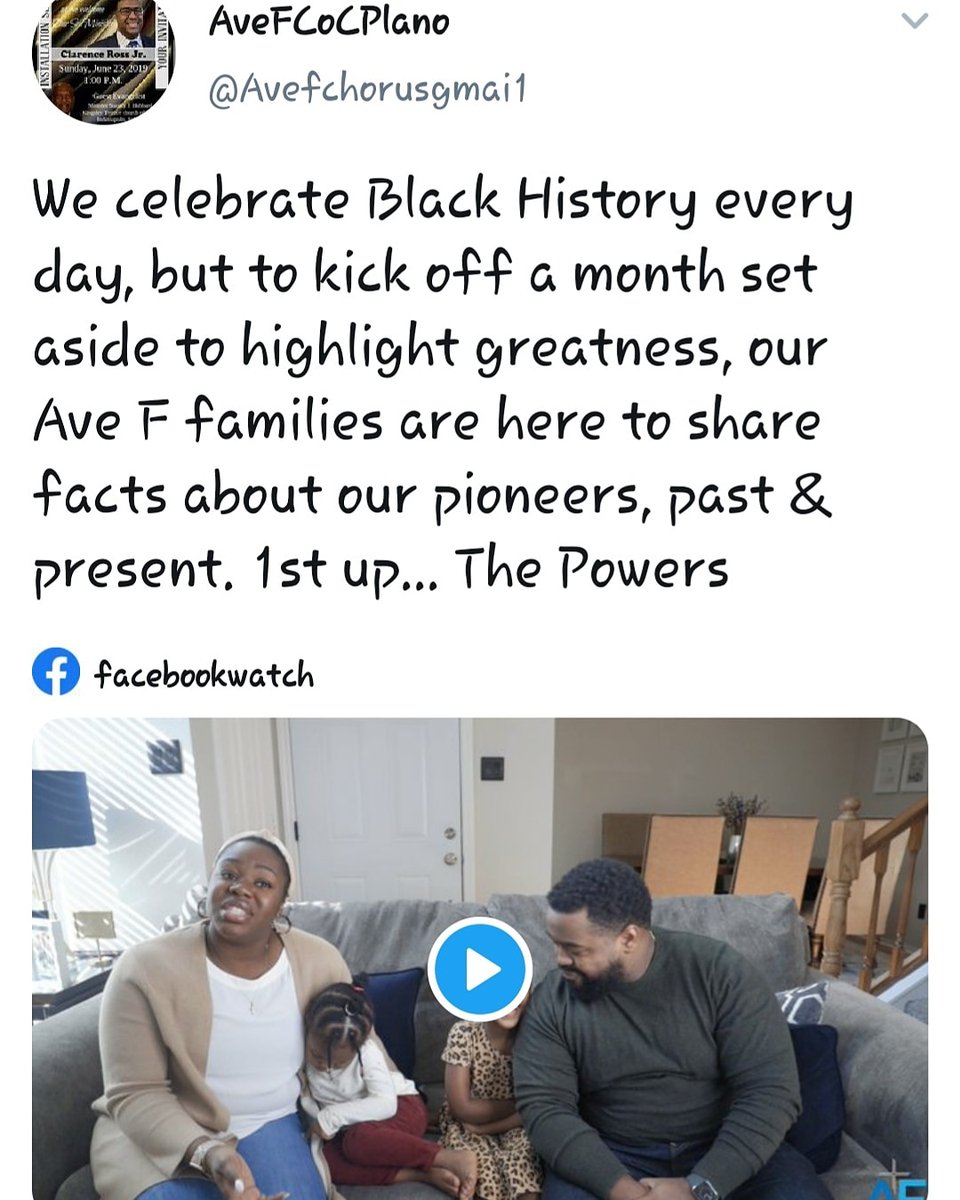 AveFCoCPlano
@Avefchorusgmai1
INSTALLATION
YOUR INVITA
Clarence Ross Jr.
Sunday, June 23, 2019
1:00 P.M.
Guest Evangelist
We celebrate Black History every
day, but to kick off a month set
aside to highlight greatness, our
Ave F families are here to share
facts about our pioneers, past &
present. 1st up... The Powers
facebookwatch